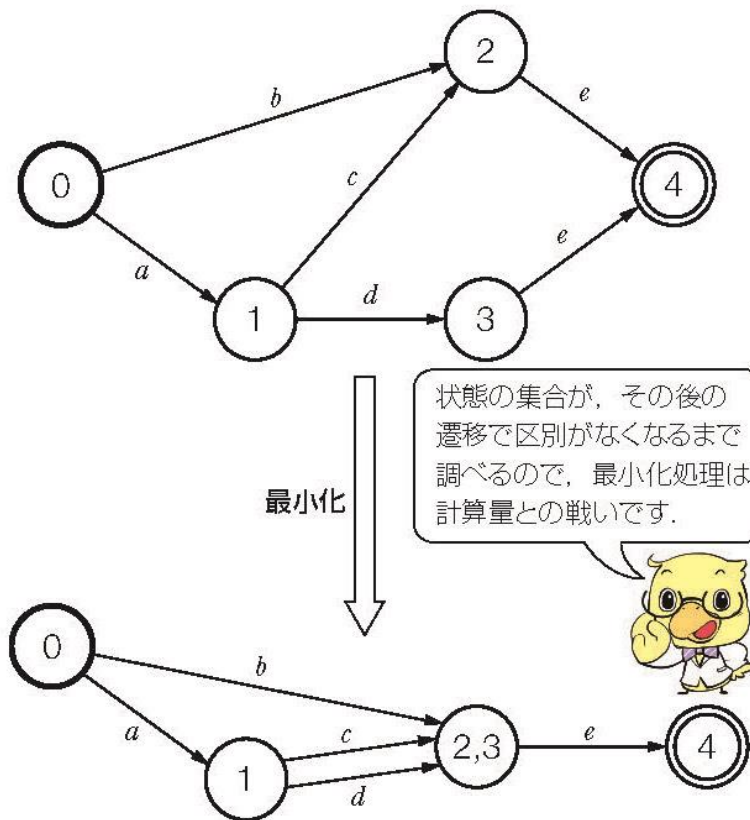 2
b
e
0
c
4
a
e
1
d
3
状態の集合が，その後の
遷移で区別がなくなるまで
調べるので，最小化処理は
計算量との戦いです．
最小化
0
b
a
c
2,3
e
4
1
d